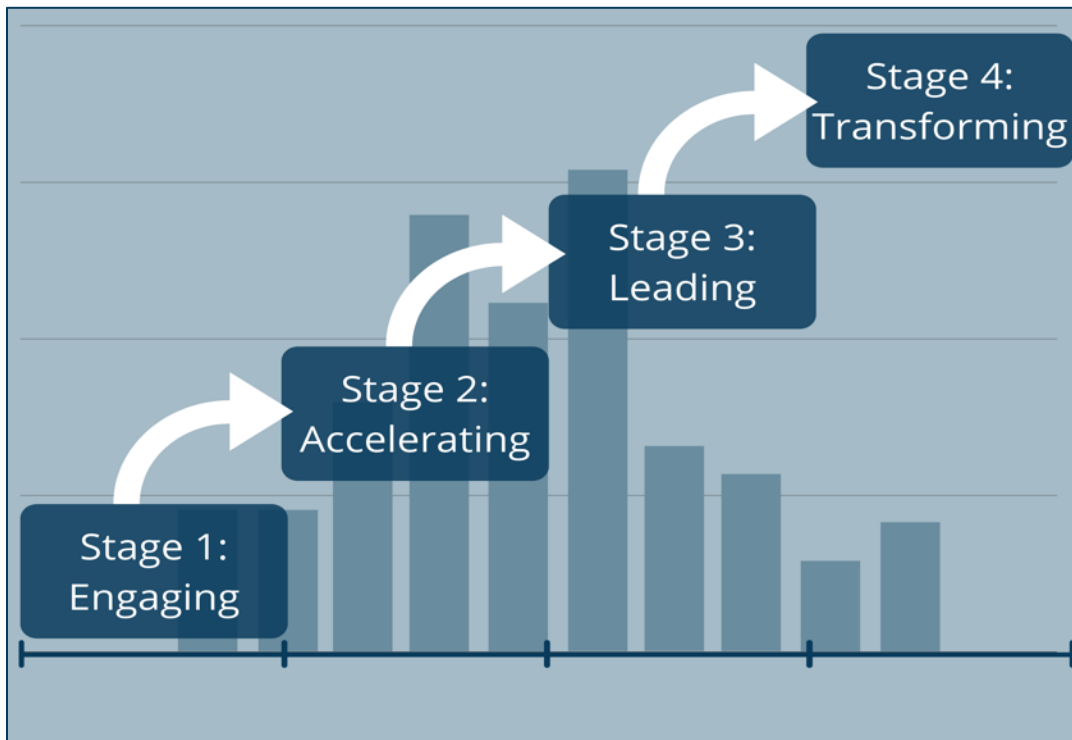 Stage 4:
Transforming
Stage 3:
Leading
Stage 2:
Accelerating
Stage 1:
Engaging